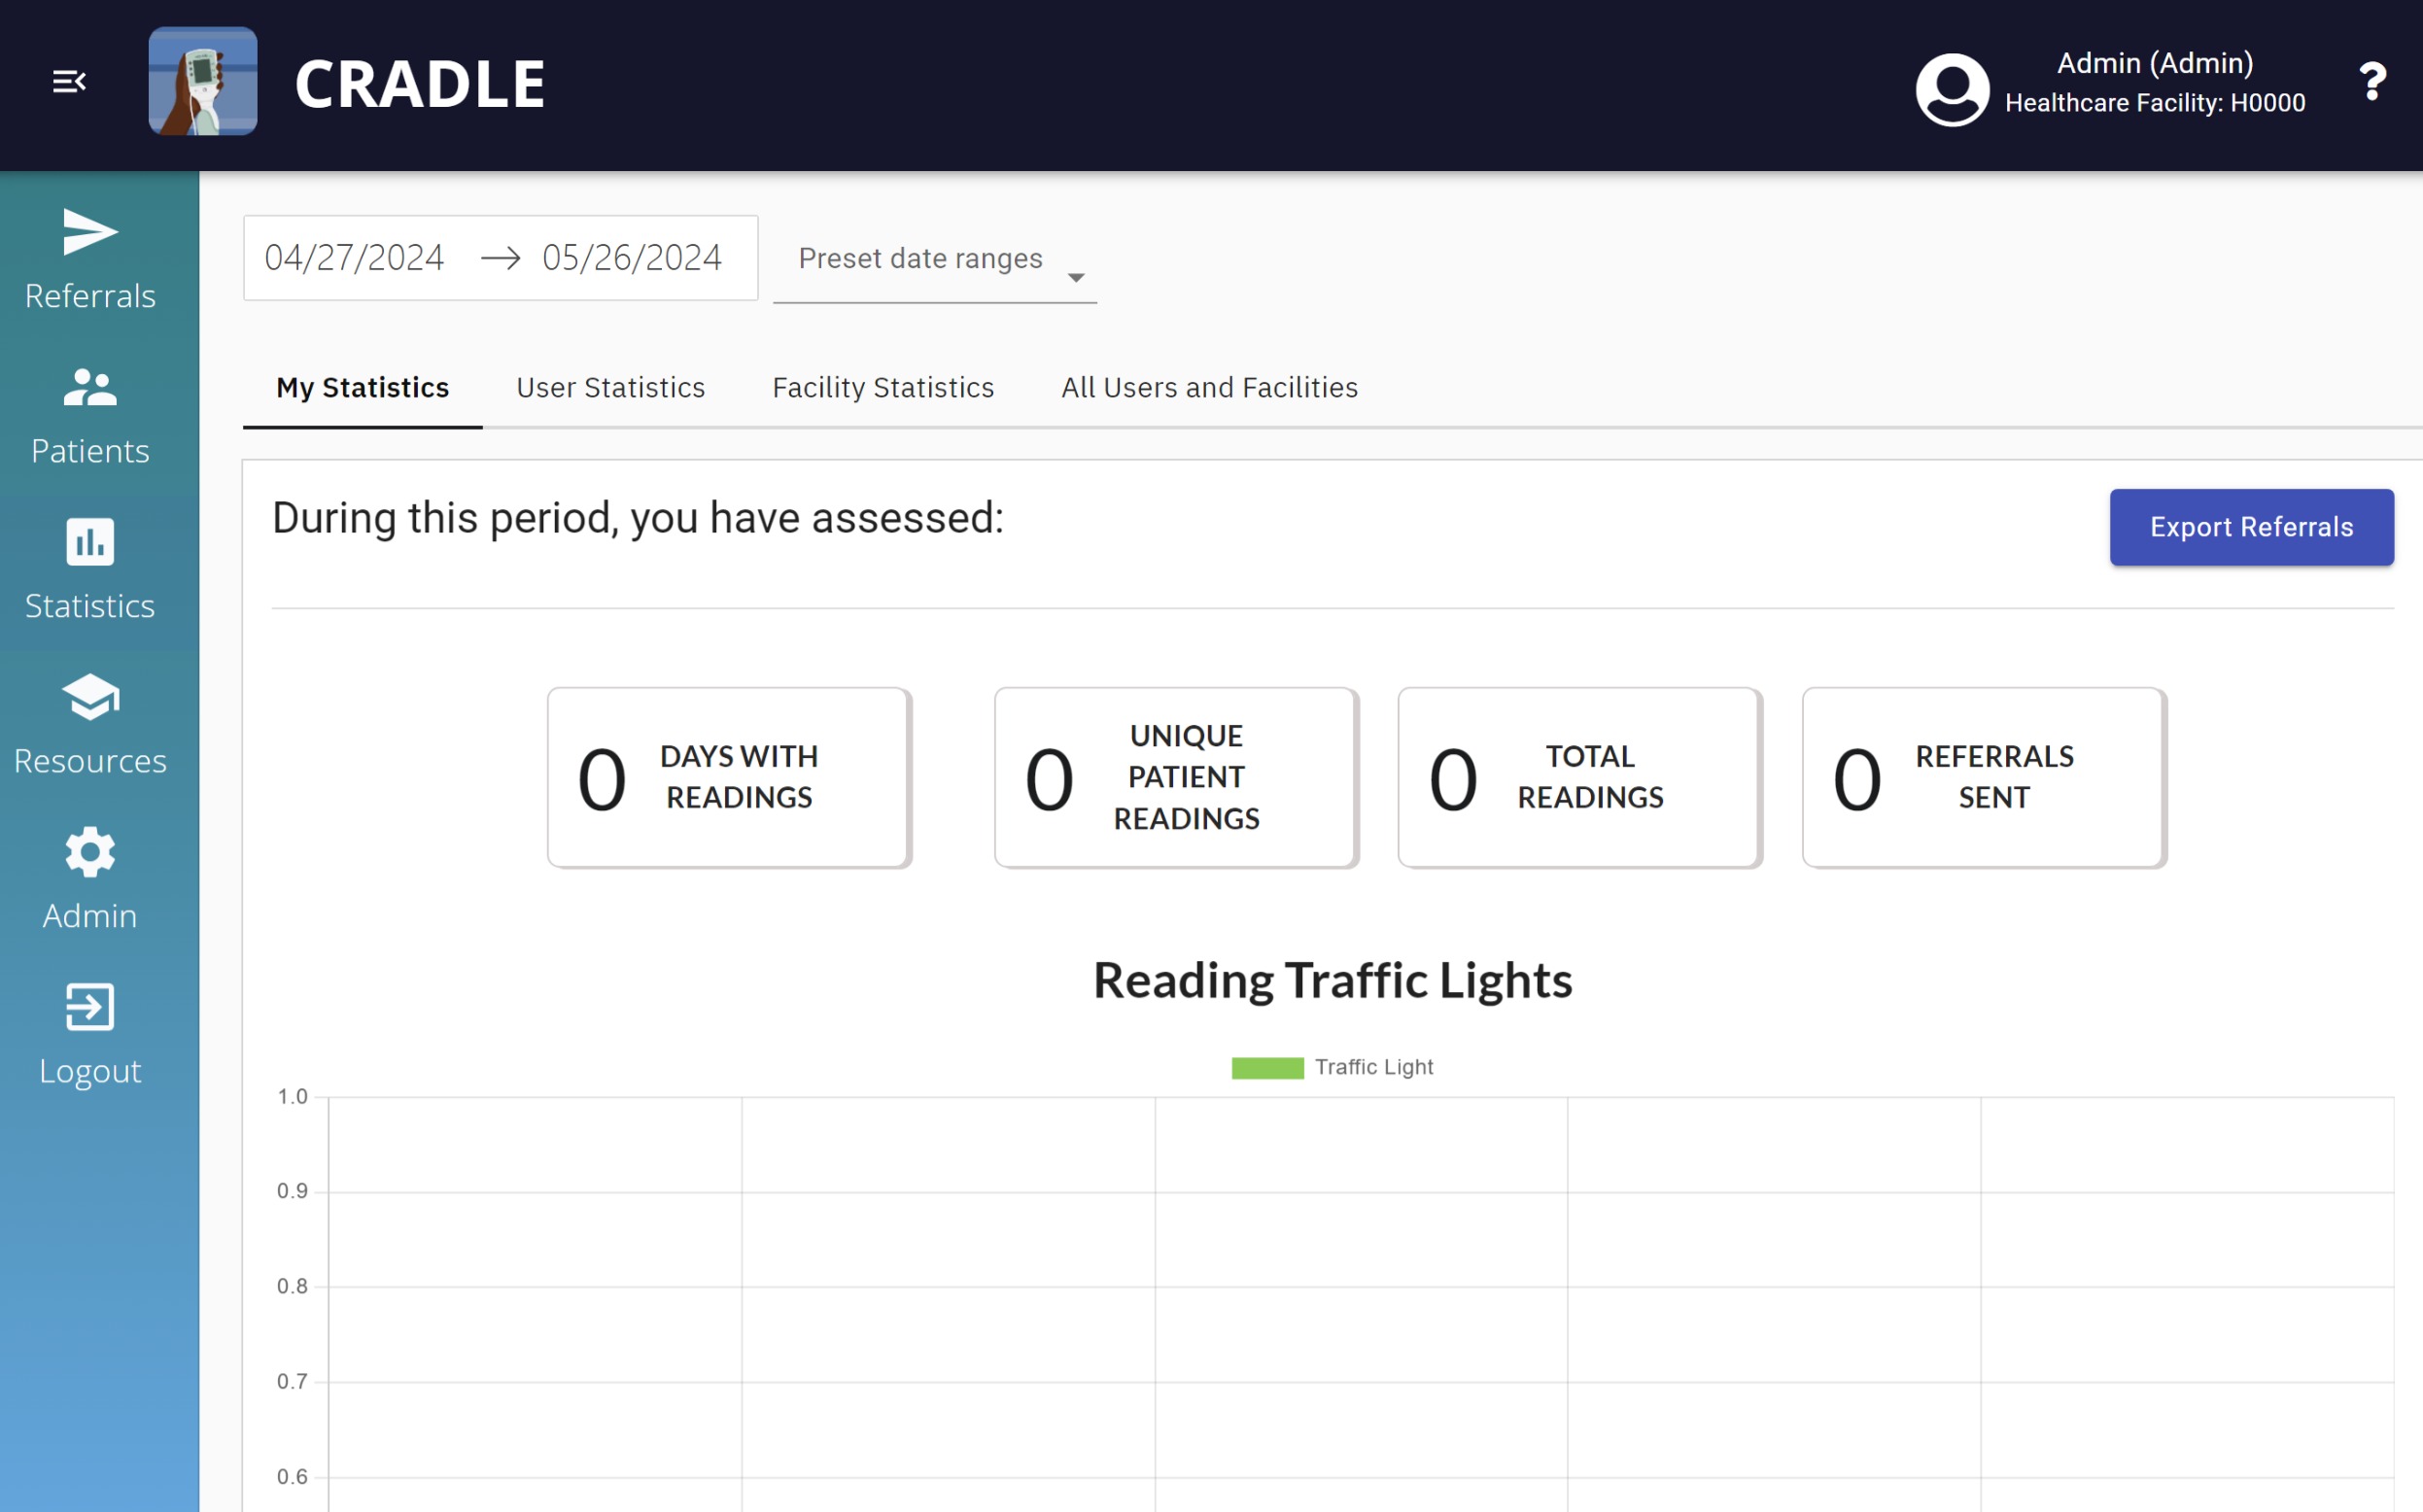 CRADLE
Admin (Admin)
Healthcare Facility: H0000
?
Referrals
Patients
Statistics
Resources
Admin
Logout
04/27/2024 → 05/26/2024
Preset date ranges
My Statistics
User Statistics
Facility Statistics
All Users and Facilities
During this period, you have assessed:
Export Referrals
0
DAYS WITH
READINGS
0
UNIQUE
PATIENT
READINGS
0
TOTAL
READINGS
0
REFERRALS
SENT
Reading Traffic Lights
Traffic Light
1.0
0.9
0.8
0.7
0.6